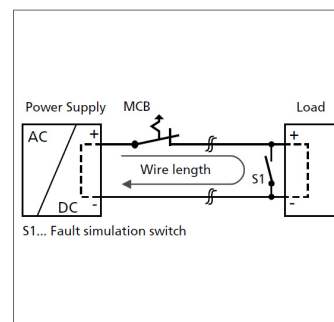 Power Supply MCB Load
AC + +
Wire length
S1
DC - -
S1... Fault simulation switch